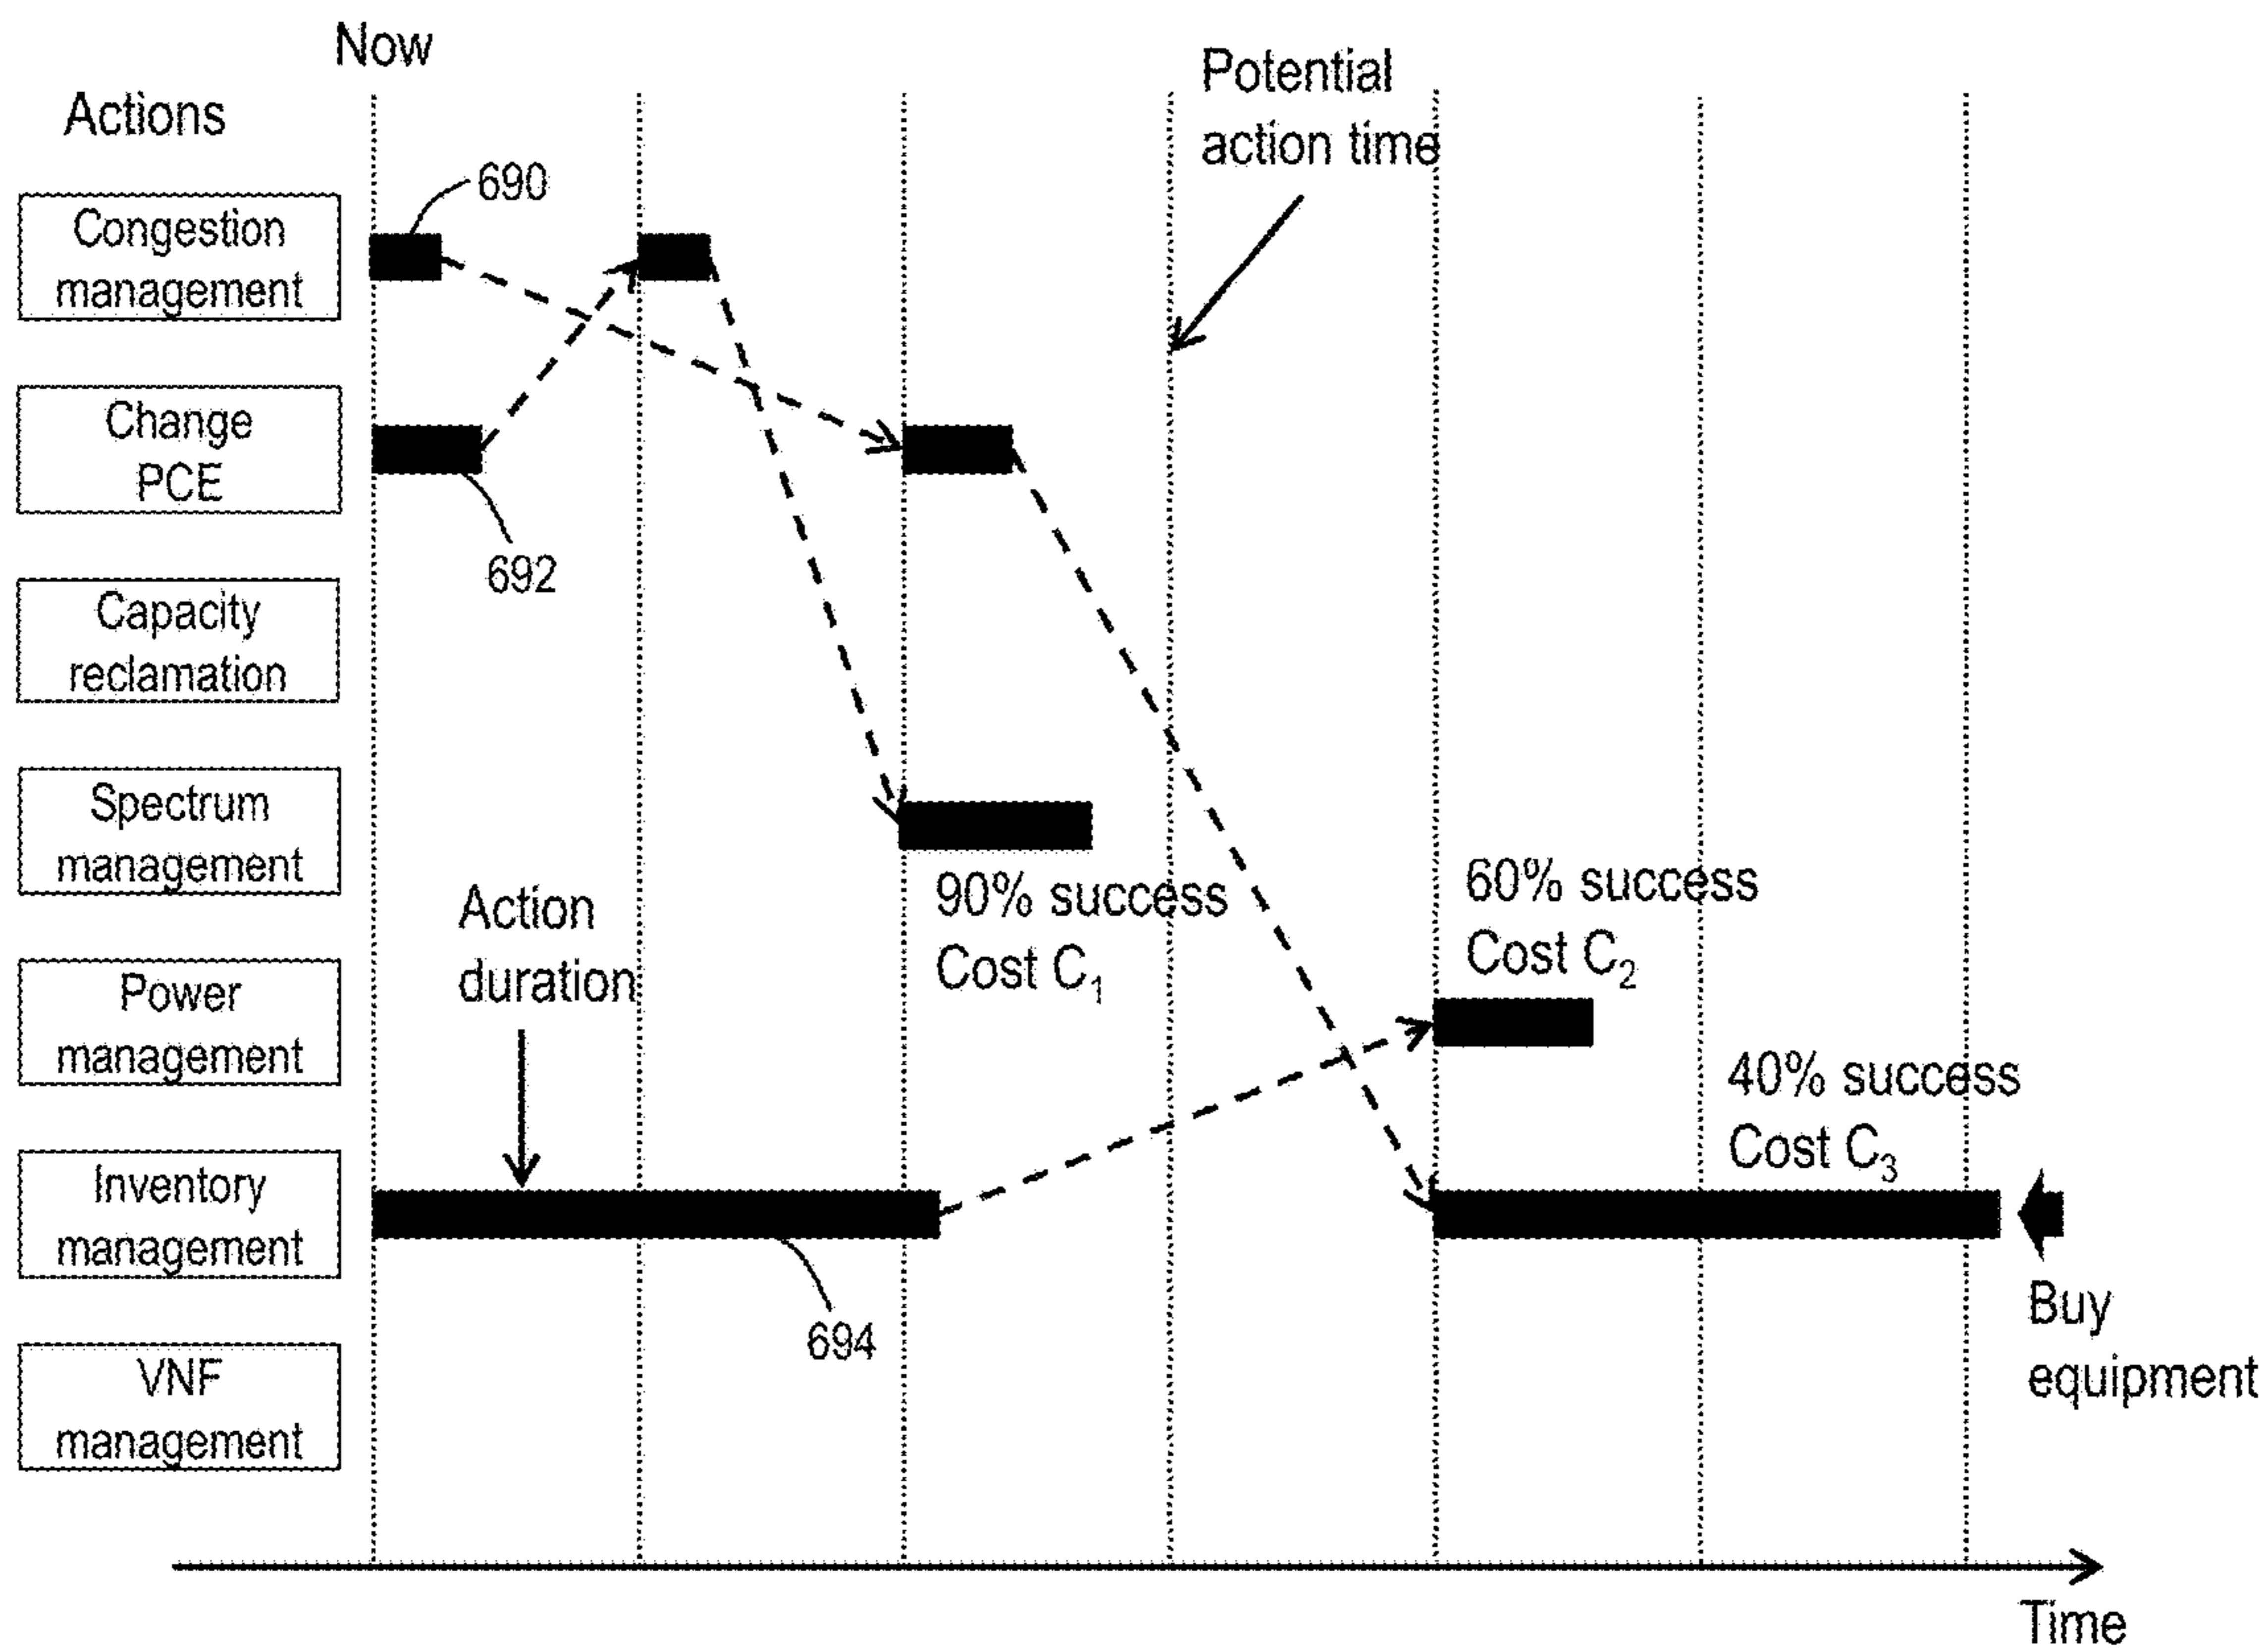 Now
Potential
action time
Actions
690
Congestion
management
Change
PCE
692
Capacity
reclamation
Spectrum
management
Action
duration
90% success
Cost C₁
60% success
Cost C₂
Power
management
40% success
Cost C₃
Inventory
management
694
Buy
equipment
VNF
management
Time